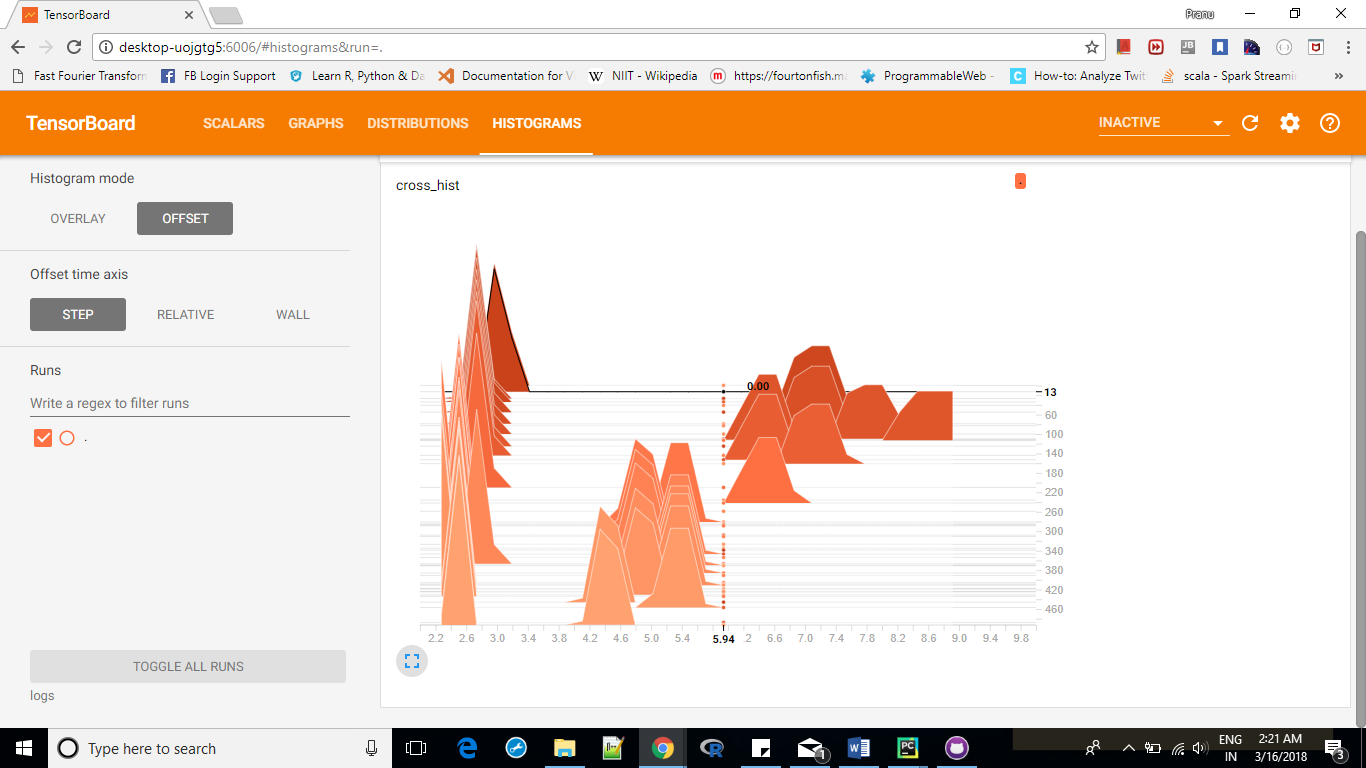 TensorBoard
Pranu
desktop-uojgtg5:6006/#histograms&run=.
Fast Fourier Transform FB Login Support Learn R, Python & Da Documentation for V NIIT - Wikipedia https://fourtonfish.ma ProgrammableWeb - How-to: Analyze Twit scala - Spark Streami »
TensorBoard SCALARS GRAPHS DISTRIBUTIONS HISTOGRAMS INACTIVE
Histogram mode
OVERLAY OFFSET
Offset time axis
STEP RELATIVE WALL
Runs
Write a regex to filter runs
.
TOGGLE ALL RUNS
logs
cross_hist .
0.00
13
60
100
140
180
220
260
300
340
380
420
460
2.2 2.6 3.0 3.4 3.8 4.2 4.6 5.0 5.4 5.94 2 6.6 7.0 7.4 7.8 8.2 8.6 9.0 9.4 9.8
Type here to search
1
ENG
IN
2:21 AM
3/16/2018
3